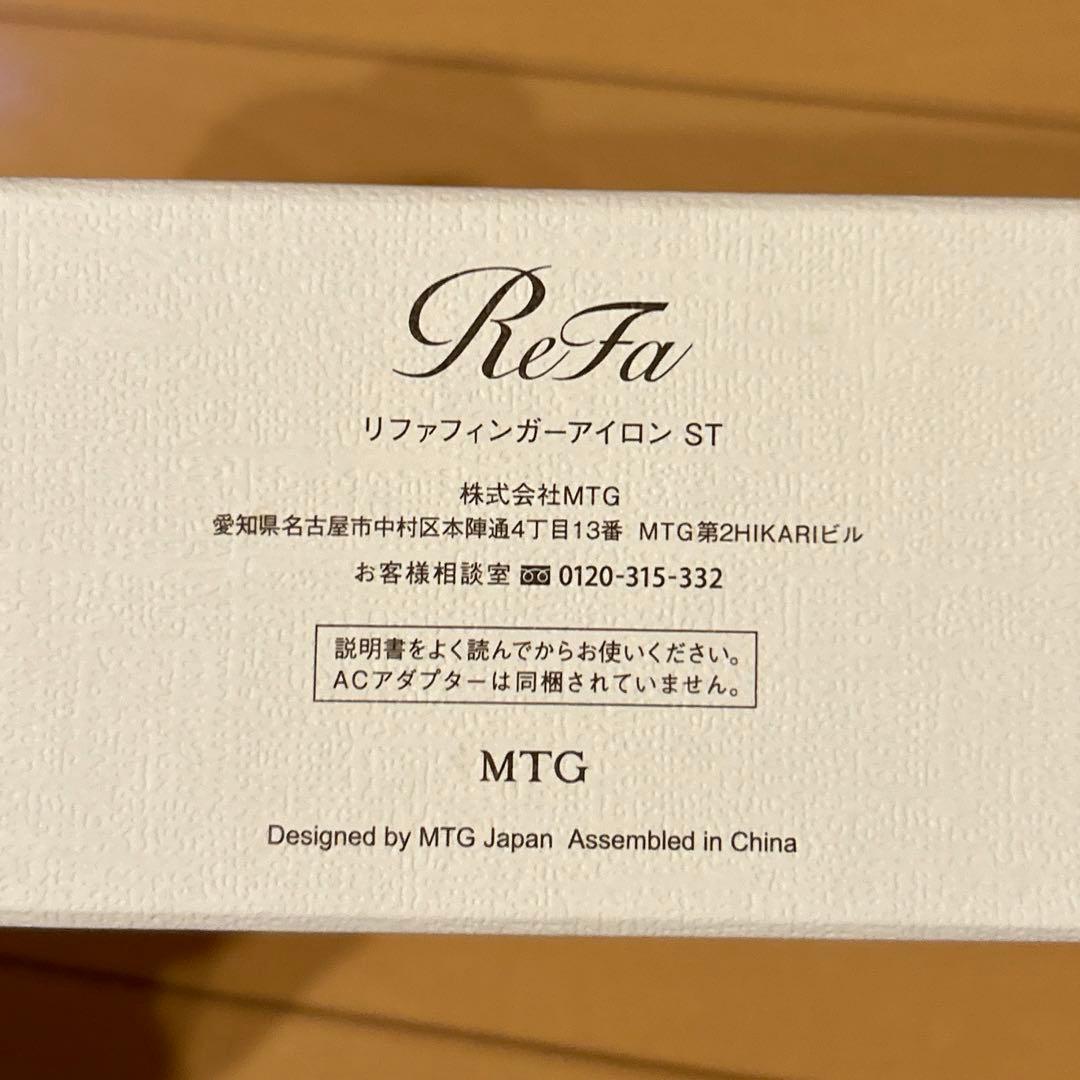 ReFa
リファフィンガーアイロン ST
株式会社MTG
愛知県名古屋市中村区本陣通4丁目13番 MTG第2HIKARIビル
お客様相談室 0120-315-332
説明書をよく読んでからお使いください。
ACアダプターは同梱されていません。
MTG
Designed by MTG Japan Assembled in China